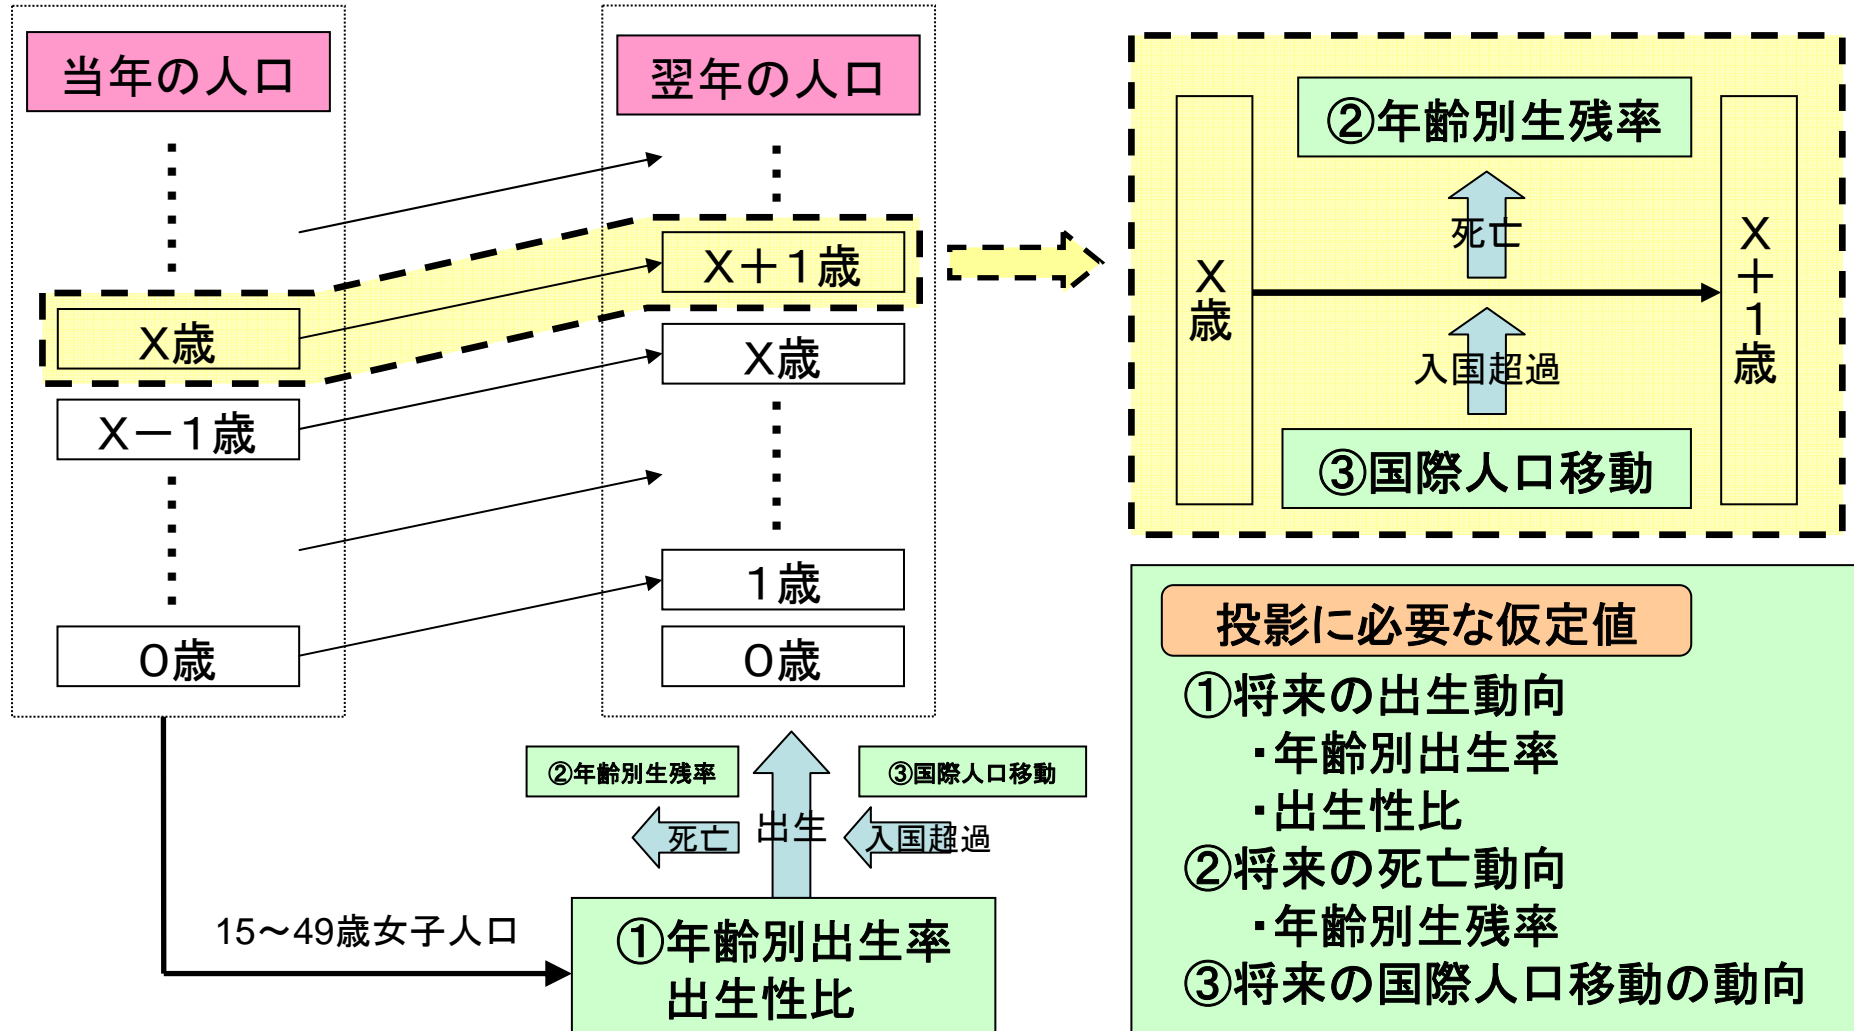 当年の人口
X歳
X－1歳
0歳
翌年の人口
X＋1歳
X歳
1歳
0歳
②年齢別生残率
死亡
X歳
X＋1歳
入国超過
③国際人口移動
②年齢別生残率
③国際人口移動
死亡
出生
入国超過
15～49歳女子人口
①年齢別出生率
出生性比
投影に必要な仮定値
①将来の出生動向
・年齢別出生率
・出生性比
②将来の死亡動向
・年齢別生残率
③将来の国際人口移動の動向